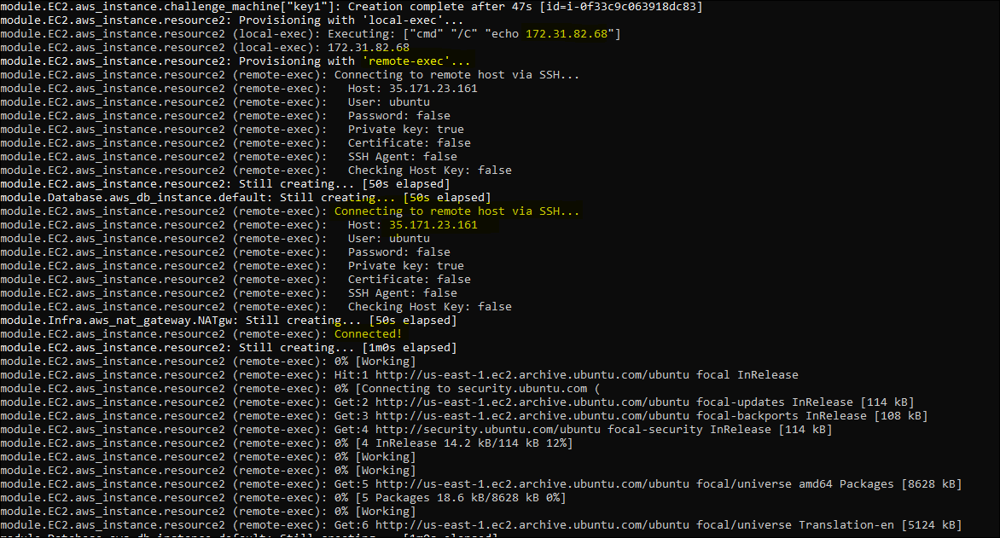 module.EC2.aws_instance.challenge_machine["key1"]: Creation complete after 47s [id=i-0f33c9c063918dc83]
module.EC2.aws_instance.resource2: Provisioning with 'local-exec'...
module.EC2.aws_instance.resource2 (local-exec): Executing: ["cmd" "/C" "echo 172.31.82.68"]
module.EC2.aws_instance.resource2 (local-exec): 172.31.82.68
module.EC2.aws_instance.resource2: Provisioning with 'remote-exec'...
module.EC2.aws_instance.resource2 (remote-exec): Connecting to remote host via SSH...
module.EC2.aws_instance.resource2 (remote-exec):   Host: 35.171.23.161
module.EC2.aws_instance.resource2 (remote-exec):   User: ubuntu
module.EC2.aws_instance.resource2 (remote-exec):   Password: false
module.EC2.aws_instance.resource2 (remote-exec):   Private key: true
module.EC2.aws_instance.resource2 (remote-exec):   Certificate: false
module.EC2.aws_instance.resource2 (remote-exec):   SSH Agent: false
module.EC2.aws_instance.resource2 (remote-exec):   Checking Host Key: false
module.EC2.aws_instance.resource2: Still creating... [50s elapsed]
module.Database.aws_db_instance.default: Still creating... [50s elapsed]
module.EC2.aws_instance.resource2 (remote-exec): Connecting to remote host via SSH...
module.EC2.aws_instance.resource2 (remote-exec):   Host: 35.171.23.161
module.EC2.aws_instance.resource2 (remote-exec):   User: ubuntu
module.EC2.aws_instance.resource2 (remote-exec):   Password: false
module.EC2.aws_instance.resource2 (remote-exec):   Private key: true
module.EC2.aws_instance.resource2 (remote-exec):   Certificate: false
module.EC2.aws_instance.resource2 (remote-exec):   SSH Agent: false
module.EC2.aws_instance.resource2 (remote-exec):   Checking Host Key: false
module.Infra.aws_nat_gateway.NATgw: Still creating... [50s elapsed]
module.EC2.aws_instance.resource2 (remote-exec): Connected!
module.EC2.aws_instance.resource2: Still creating... [1m0s elapsed]
module.EC2.aws_instance.resource2 (remote-exec): 0% [Working]
module.EC2.aws_instance.resource2 (remote-exec): Hit:1 http://us-east-1.ec2.archive.ubuntu.com/ubuntu focal InRelease
module.EC2.aws_instance.resource2 (remote-exec): 0% [Connecting to security.ubuntu.com (
module.EC2.aws_instance.resource2 (remote-exec): Get:2 http://us-east-1.ec2.archive.ubuntu.com/ubuntu focal-updates InRelease [114 kB]
module.EC2.aws_instance.resource2 (remote-exec): Get:3 http://us-east-1.ec2.archive.ubuntu.com/ubuntu focal-backports InRelease [108 kB]
module.EC2.aws_instance.resource2 (remote-exec): Get:4 http://security.ubuntu.com/ubuntu focal-security InRelease [114 kB]
module.EC2.aws_instance.resource2 (remote-exec): 0% [4 InRelease 14.2 kB/114 kB 12%]
module.EC2.aws_instance.resource2 (remote-exec): 0% [Working]
module.EC2.aws_instance.resource2 (remote-exec): 0% [Working]
module.EC2.aws_instance.resource2 (remote-exec): Get:5 http://us-east-1.ec2.archive.ubuntu.com/ubuntu focal/universe amd64 Packages [8628 kB]
module.EC2.aws_instance.resource2 (remote-exec): 0% [5 Packages 18.6 kB/8628 kB 0%]
module.EC2.aws_instance.resource2 (remote-exec): 0% [Working]
module.EC2.aws_instance.resource2 (remote-exec): Get:6 http://us-east-1.ec2.archive.ubuntu.com/ubuntu focal/universe Translation-en [5124 kB]
module.Database.aws_db_instance.default: Still creating... [1m0s elapsed]